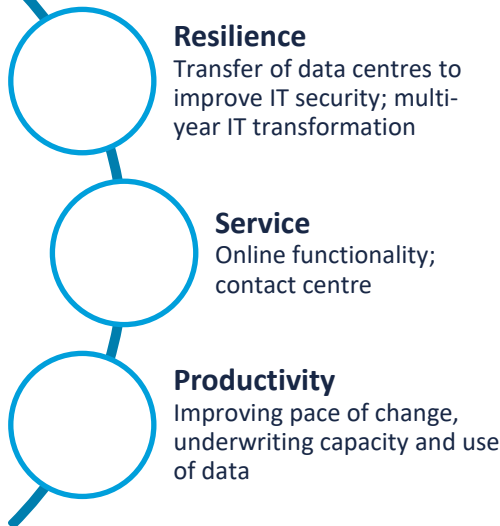 Resilience
Transfer of data centres to
improve IT security; multi-
year IT transformation
Service
Online functionality;
contact centre
Productivity
Improving pace of change,
underwriting capacity and use
of data